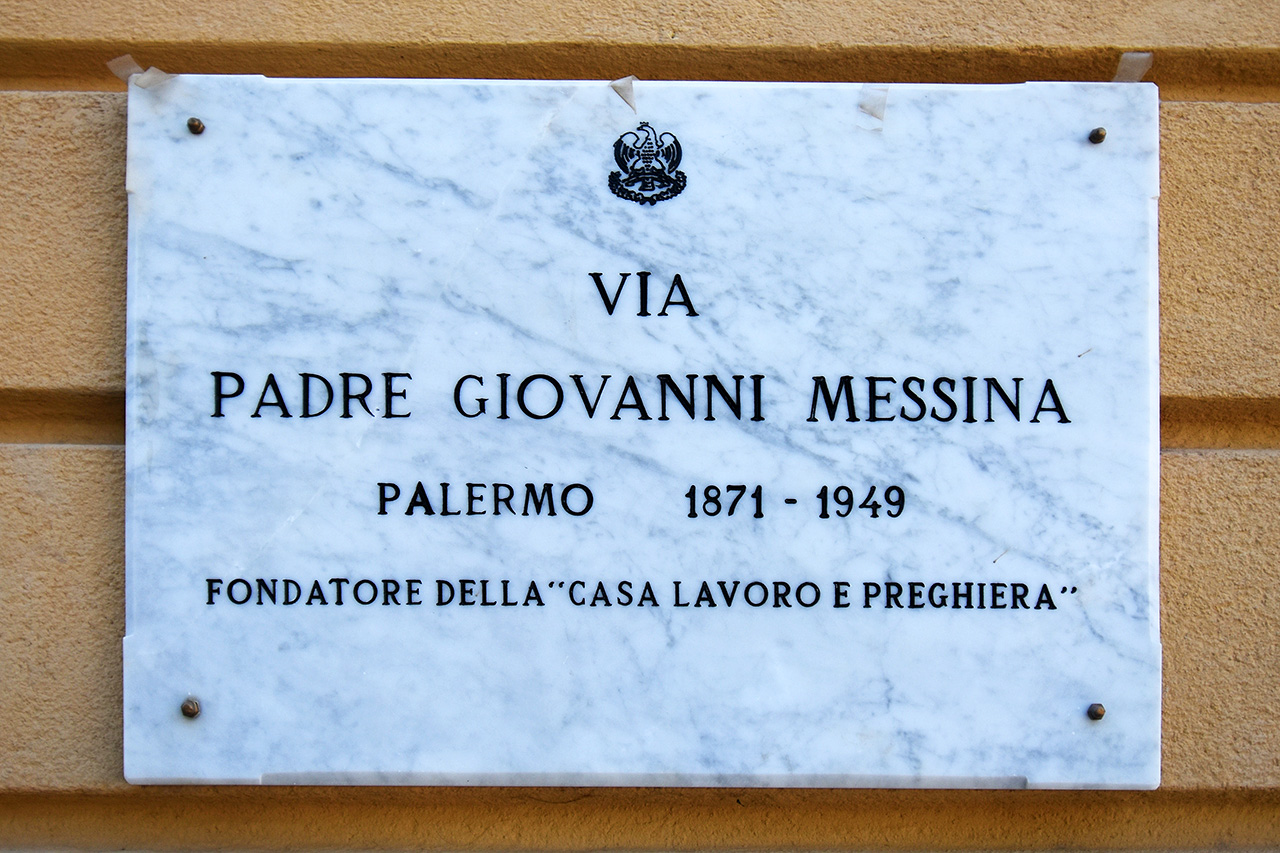 VIA
PADRE GIOVANNI MESSINA
PALERMO 1871 - 1949
FONDATORE DELLA "CASA LAVORO E PREGHIERA"